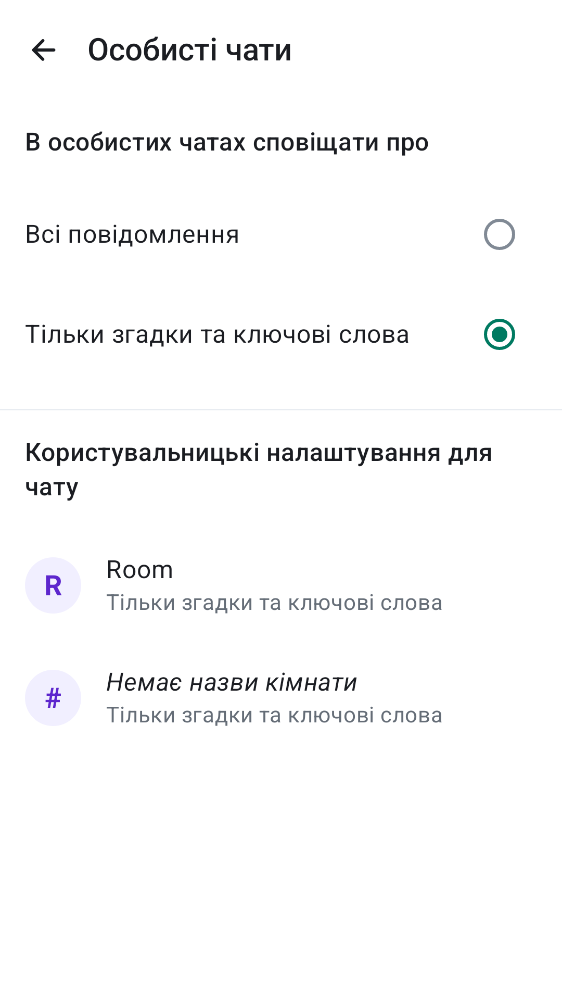 Особисті чати
В особистих чатах сповіщати про
Всі повідомлення
Тільки згадки та ключові слова
Користувальницькі налаштування для
чату
R
Room
Тільки згадки та ключові слова
#
Немає назви кімнати
Тільки згадки та ключові слова